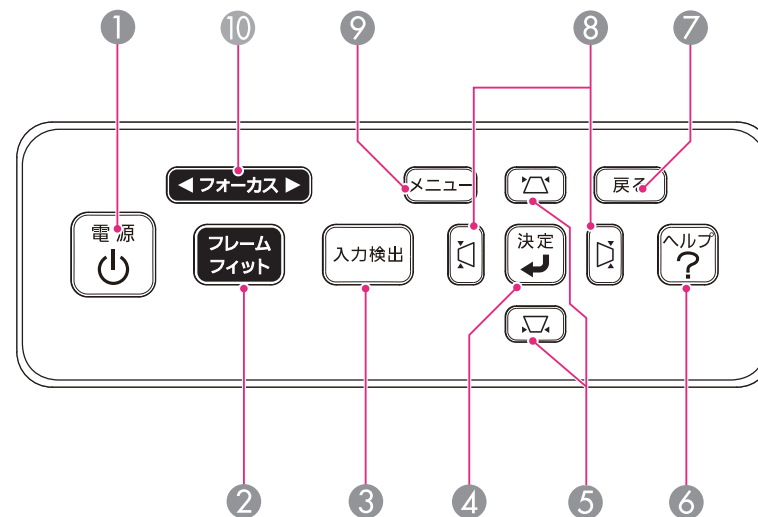 1 10 9 8 7
◀ フォーカス ▶
メニュー
戻る
電源
フレーム
フィット
入力検出
決定
ヘルプ
?
2 3 4 5 6